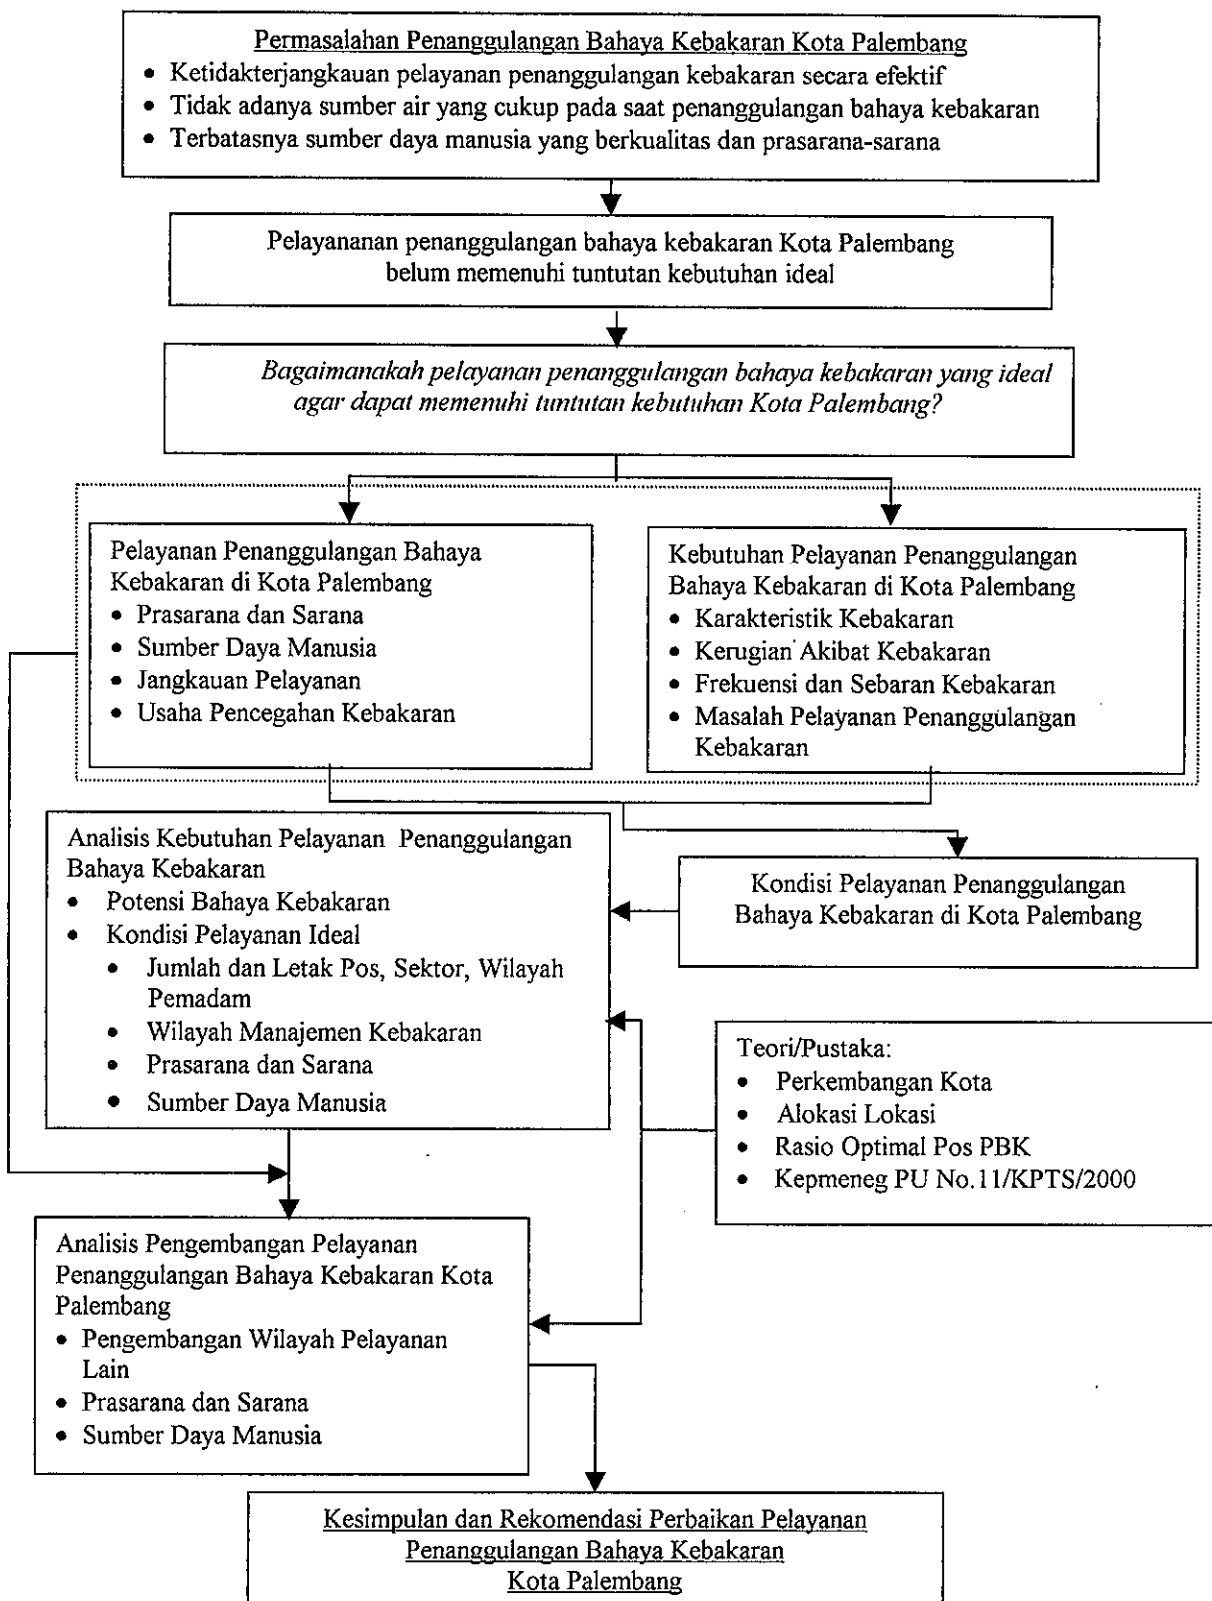 Permasalahan Penanggulangan Bahaya Kebakaran Kota Palembang
• Ketidakterjangkauan pelayanan penanggulangan kebakaran secara efektif
• Tidak adanya sumber air yang cukup pada saat penanggulangan bahaya kebakaran
• Terbatasnya sumber daya manusia yang berkualitas dan prasarana-sarana
Pelayananan penanggulangan bahaya kebakaran Kota Palembang
belum memenuhi tuntutan kebutuhan ideal
Bagaimanakah pelayanan penanggulangan bahaya kebakaran yang ideal
agar dapat memenuhi tuntutan kebutuhan Kota Palembang?
Pelayanan Penanggulangan Bahaya
Kebakaran di Kota Palembang
• Prasarana dan Sarana
• Sumber Daya Manusia
• Jangkauan Pelayanan
• Usaha Pencegahan Kebakaran
Kebutuhan Pelayanan Penanggulangan
Bahaya Kebakaran di Kota Palembang
• Karakteristik Kebakaran
• Kerugian Akibat Kebakaran
• Frekuensi dan Sebaran Kebakaran
• Masalah Pelayanan Penanggulangan
Kebakaran
Analisis Kebutuhan Pelayanan Penanggulangan
Bahaya Kebakaran
• Potensi Bahaya Kebakaran
• Kondisi Pelayanan Ideal
• Jumlah dan Letak Pos, Sektor, Wilayah
Pemadam
• Wilayah Manajemen Kebakaran
• Prasarana dan Sarana
• Sumber Daya Manusia
Kondisi Pelayanan Penanggulangan
Bahaya Kebakaran di Kota Palembang
Teori/Pustaka:
• Perkembangan Kota
• Alokasi Lokasi
• Rasio Optimal Pos PBK
• Kepmeneg PU No.11/KPTS/2000
Analisis Pengembangan Pelayanan
Penanggulangan Bahaya Kebakaran Kota
Palembang
• Pengembangan Wilayah Pelayanan
Lain
• Prasarana dan Sarana
• Sumber Daya Manusia
Kesimpulan dan Rekomendasi Perbaikan Pelayanan
Penanggulangan Bahaya Kebakaran
Kota Palembang